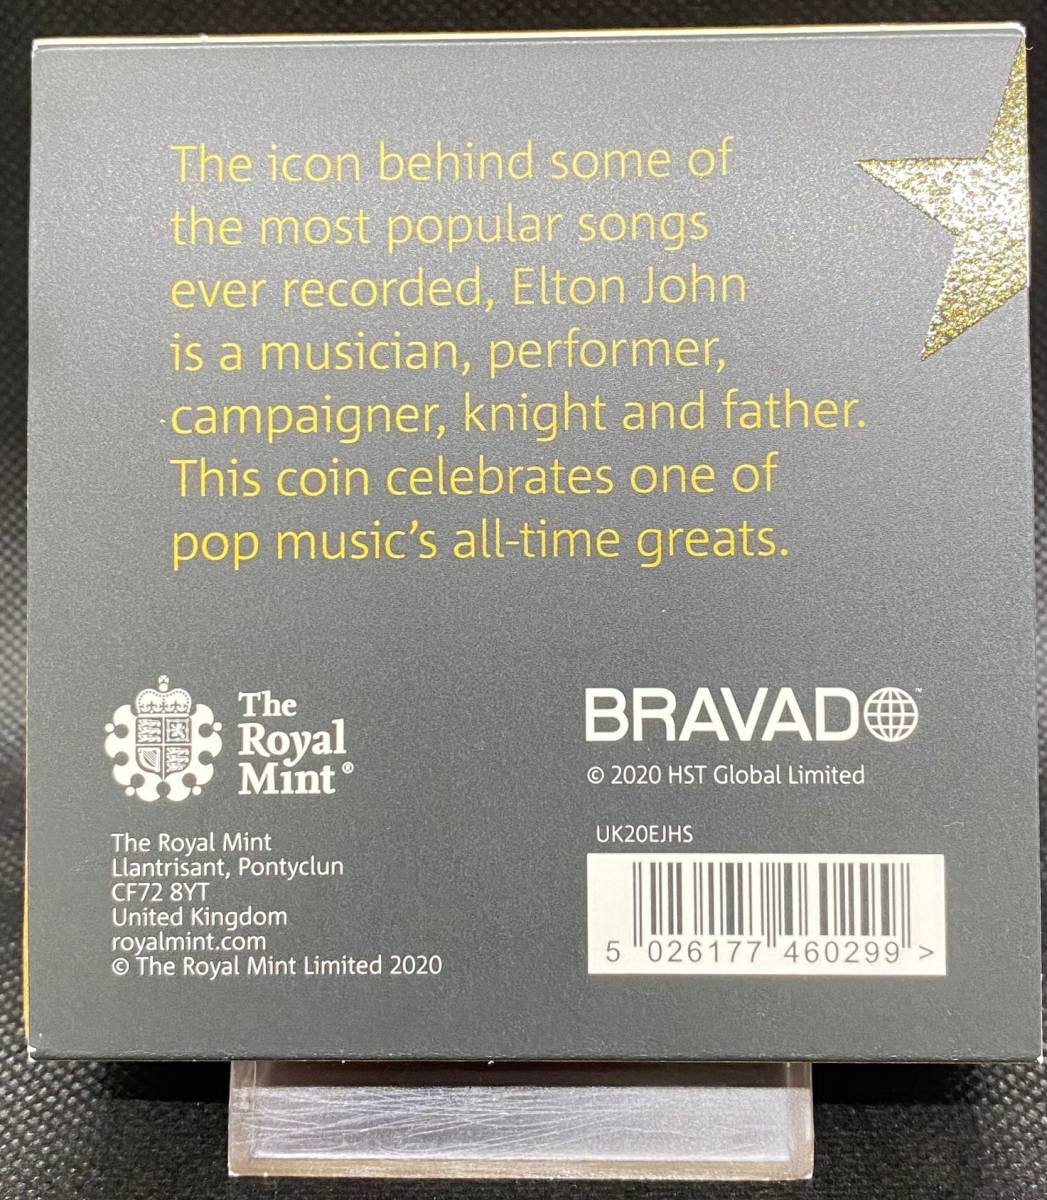 The icon behind some of
the most popular songs
ever recorded, Elton John
is a musician, performer,
campaigner, knight and father.
This coin celebrates one of
pop music's all-time greats.
The
Royal
Mint®
The Royal Mint
Llantrisant, Pontyclun
CF72 8YT
United Kingdom
royalmint.com
© The Royal Mint Limited 2020
BRAVADO™
© 2020 HST Global Limited
UK20EJHS
5 026177 460299 >